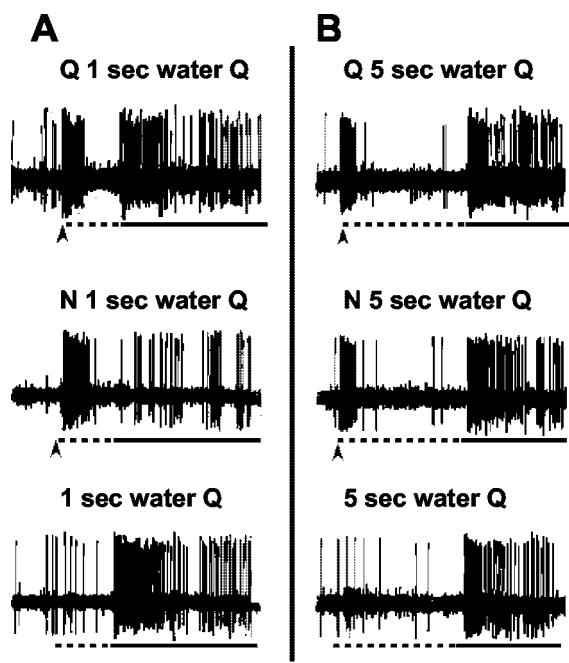 A
Q 1 sec water Q
N 1 sec water Q
1 sec water Q
B
Q 5 sec water Q
N 5 sec water Q
5 sec water Q